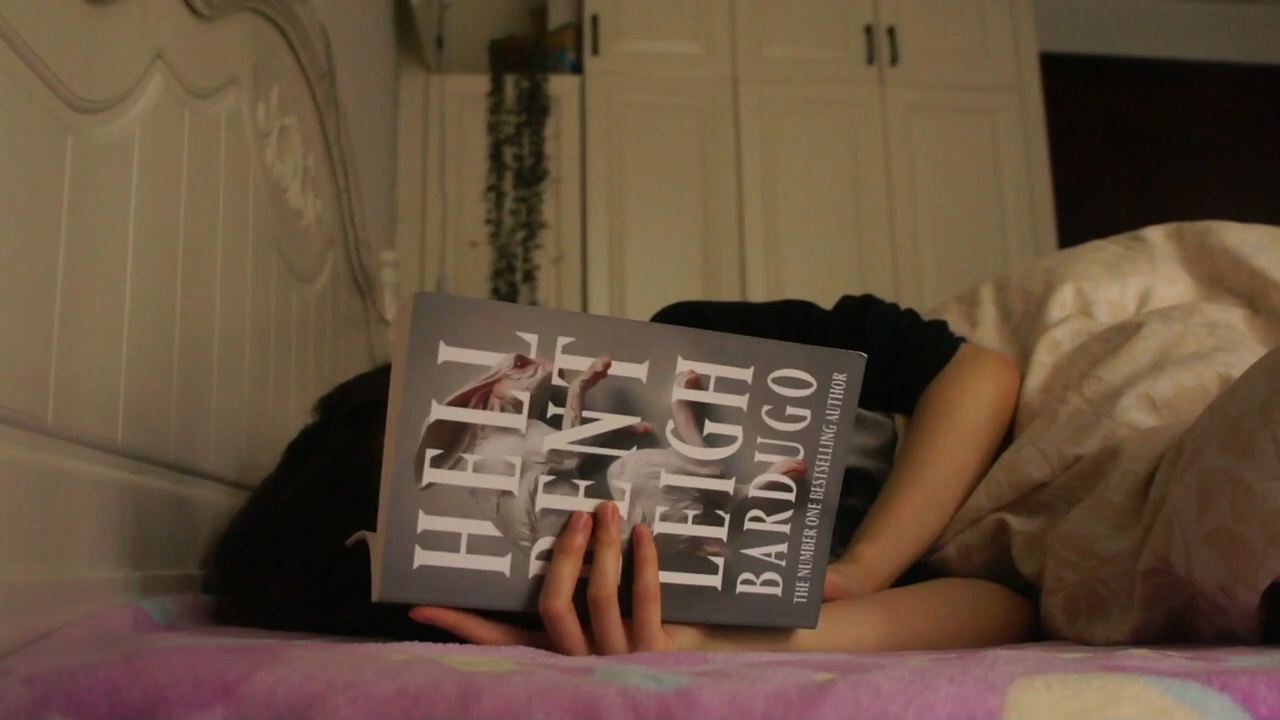 HELL
BENT
LEIGH
BARDUGO
THE NUMBER ONE BESTSELLING AUTHOR